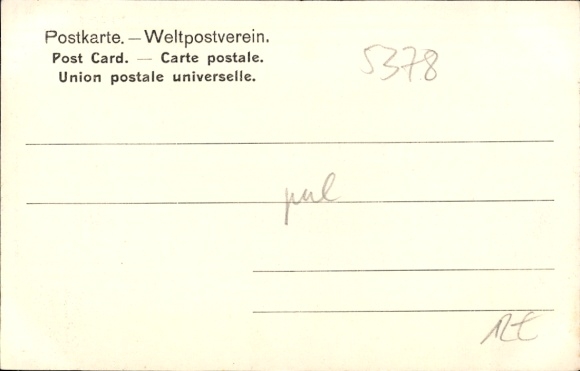 Postkarte. — Weltpostverein.
Post Card. — Carte postale.
Union postale universelle.
5378